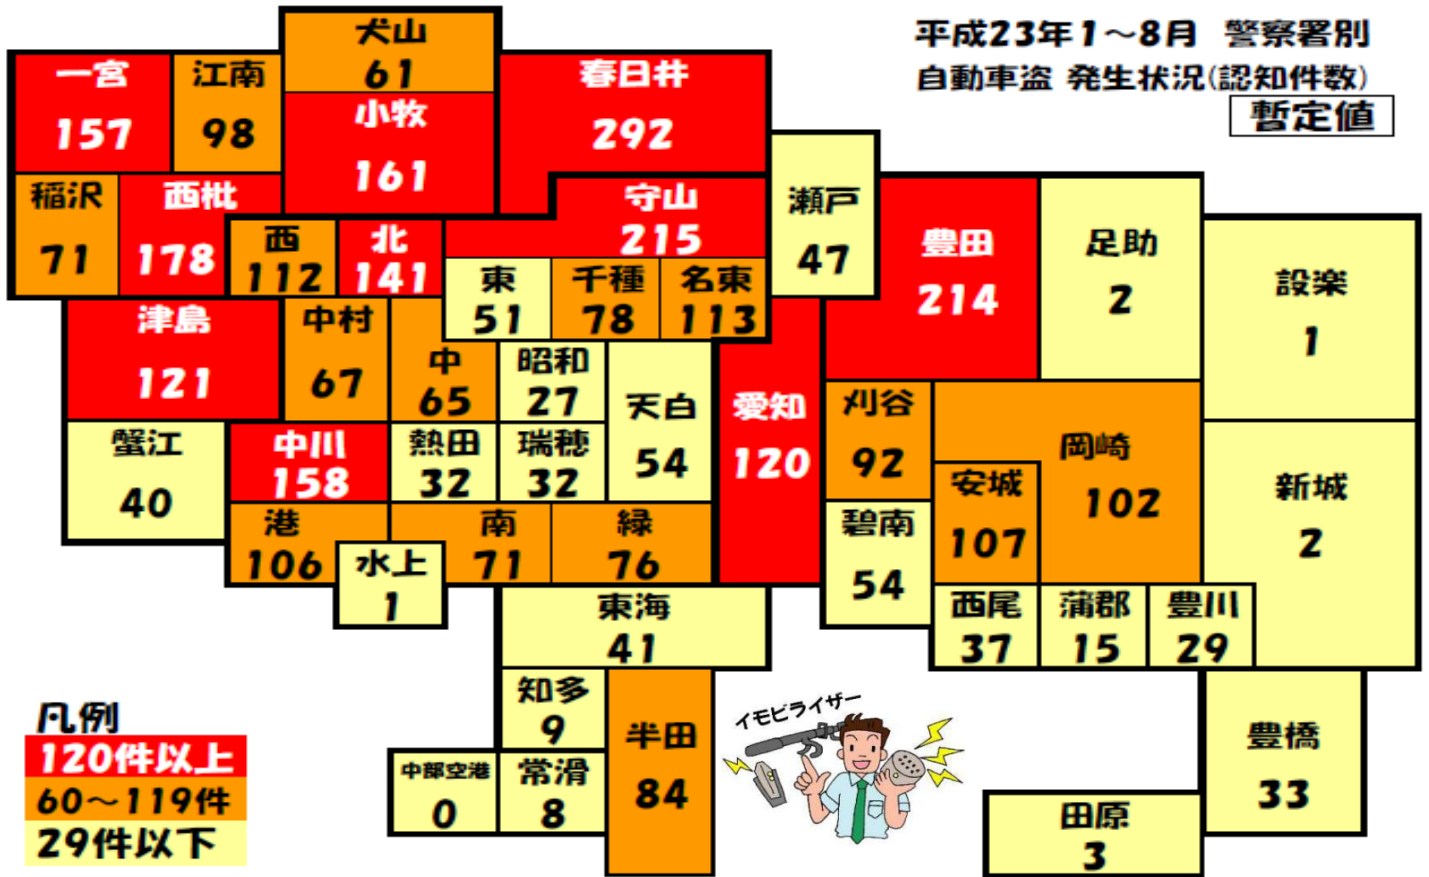 平成23年1～8月 警察署別
自動車盗 発生状況(認知件数)
暫定値
犬山
61
一宮
157
江南
98
小牧
161
春日井
292
稲沢
71
西枇
178
西
112
北
141
守山
215
瀬戸
47
豊田
214
足助
2
設楽
1
東
51
千種
78
名東
113
津島
121
中村
67
中
65
昭和
27
天白
54
愛知
120
刈谷
92
岡崎
102
蟹江
40
中川
158
熱田
32
瑞穂
32
安城
107
新城
2
港
106
水上
1
南
71
緑
76
碧南
54
東海
41
西尾
37
蒲郡
15
豊川
29
知多
9
半田
84
中部空港
0
常滑
8
豊橋
33
田原
3
イモビライザー
凡例
120件以上
60～119件
29件以下